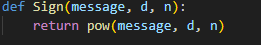 def Sign(message, d, n):
    return pow(message, d, n)